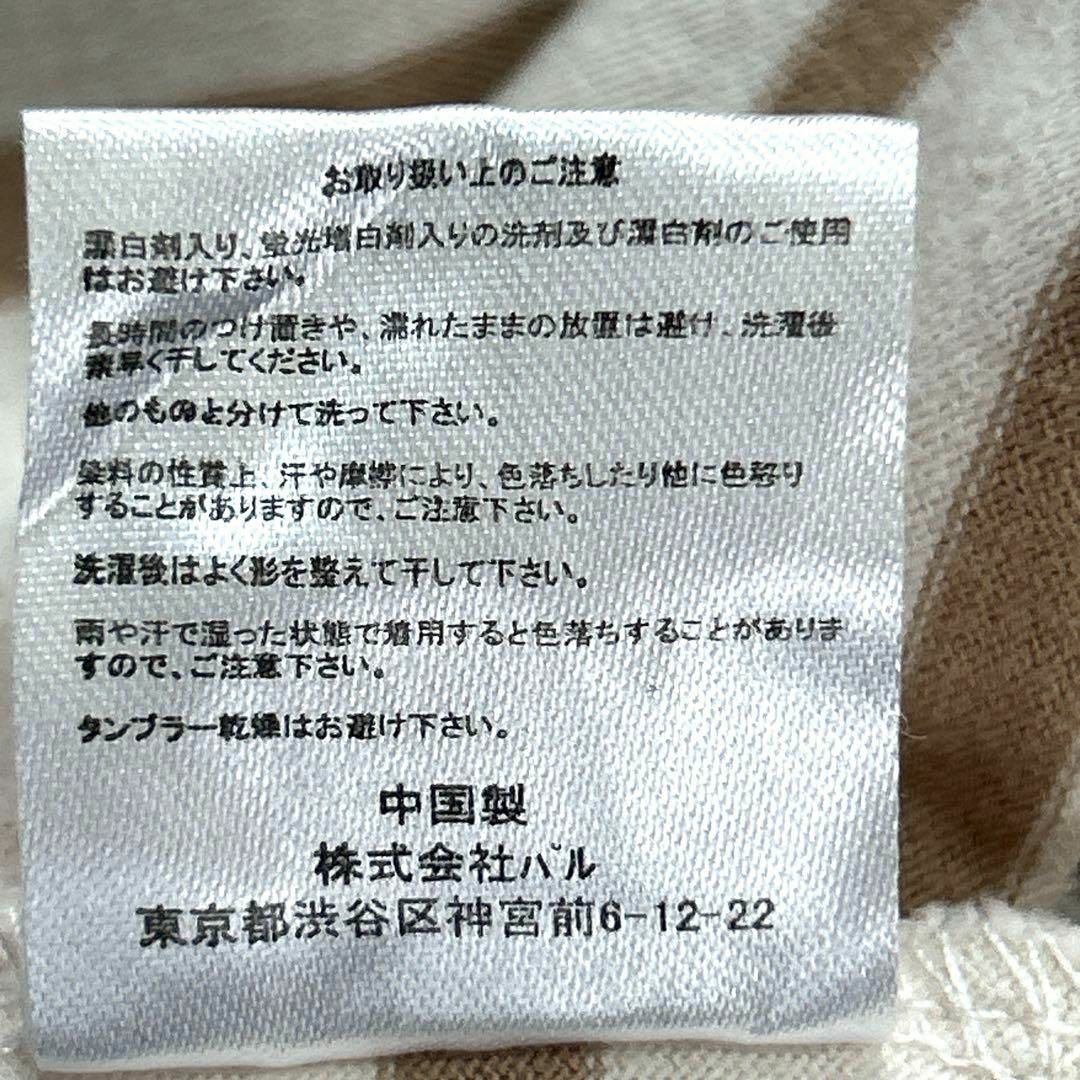 お取り扱い上のご注意
漂白剤入り、蛍光増白剤入りの洗剤及び漂白剤のご使用
はお避け下さい。
長時間のつけ置きや、濡れたままの放置は避け、洗濯後
素早く干してください。
他のものと分けて洗って下さい。
染料の性質上、汗や摩擦により、色落ちしたり他に色移り
することがありますので、ご注意下さい。
洗濯後はよく形を整えて干して下さい。
雨や汗で湿った状態で着用すると色落ちすることがありま
すので、ご注意下さい。
タンブラー乾燥はお避け下さい。
中国製
株式会社パル
東京都渋谷区神宮前6-12-22